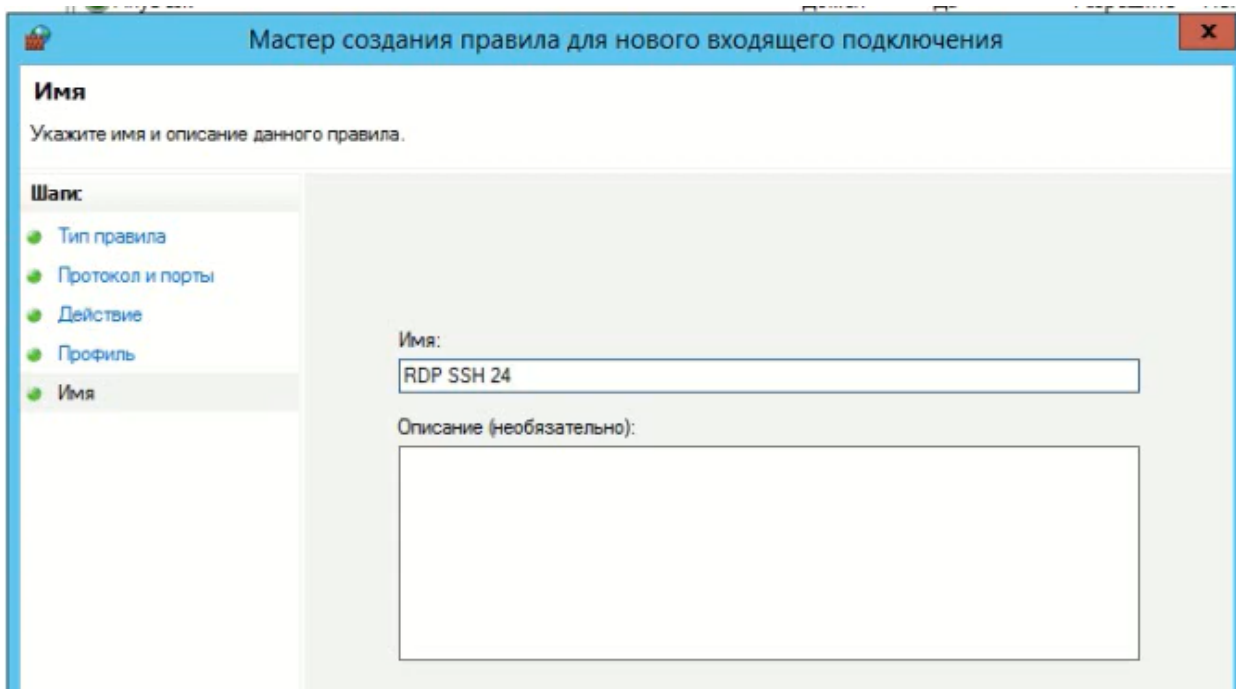 Мастер создания правила для нового входящего подключения
x
Имя
Укажите имя и описание данного правила.
Шаги:
Тип правила
Протокол и порты
Действие
Профиль
Имя
Имя:
RDP SSH 24
Описание (необязательно):